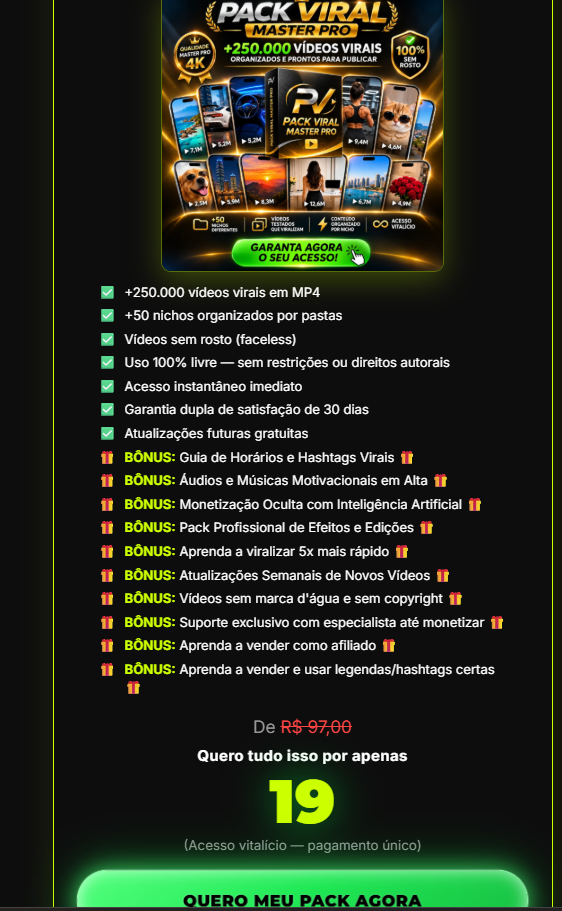 PACK VIRAL
MASTER PRO
QUALIDADE
MASTER PRO
4K
+250.000 VÍDEOS VIRAIS
ORGANIZADOS E PRONTOS PARA PUBLICAR
100%
SEM
ROSTO
PACK VIRAL MASTER PRO
PV
PACK VIRAL
MASTER PRO
7,1M
5,2M
5,2M
9,4M
4,6M
2,5M
5,9M
8,3M
12,6M
6,7M
4,9M
+50
NICHOS
DIFERENTES
VÍDEOS
TESTADOS
QUE VIRALIZAM
CONTEÚDO
ORGANIZADO
POR NICHO
ACESSO
VITALÍCIO
GARANTA AGORA
O SEU ACESSO!
+250.000 vídeos virais em MP4
+50 nichos organizados por pastas
Vídeos sem rosto (faceless)
Uso 100% livre — sem restrições ou direitos autorais
Acesso instantâneo imediato
Garantia dupla de satisfação de 30 dias
Atualizações futuras gratuitas
BÔNUS: Guia de Horários e Hashtags Virais
BÔNUS: Áudios e Músicas Motivacionais em Alta
BÔNUS: Monetização Oculta com Inteligência Artificial
BÔNUS: Pack Profissional de Efeitos e Edições
BÔNUS: Aprenda a viralizar 5x mais rápido
BÔNUS: Atualizações Semanais de Novos Vídeos
BÔNUS: Vídeos sem marca d'água e sem copyright
BÔNUS: Suporte exclusivo com especialista até monetizar
BÔNUS: Aprenda a vender como afiliado
BÔNUS: Aprenda a vender e usar legendas/hashtags certas
De R$ 97,00
Quero tudo isso por apenas
19
(Acesso vitalício — pagamento único)
QUERO MEU PACK AGORA